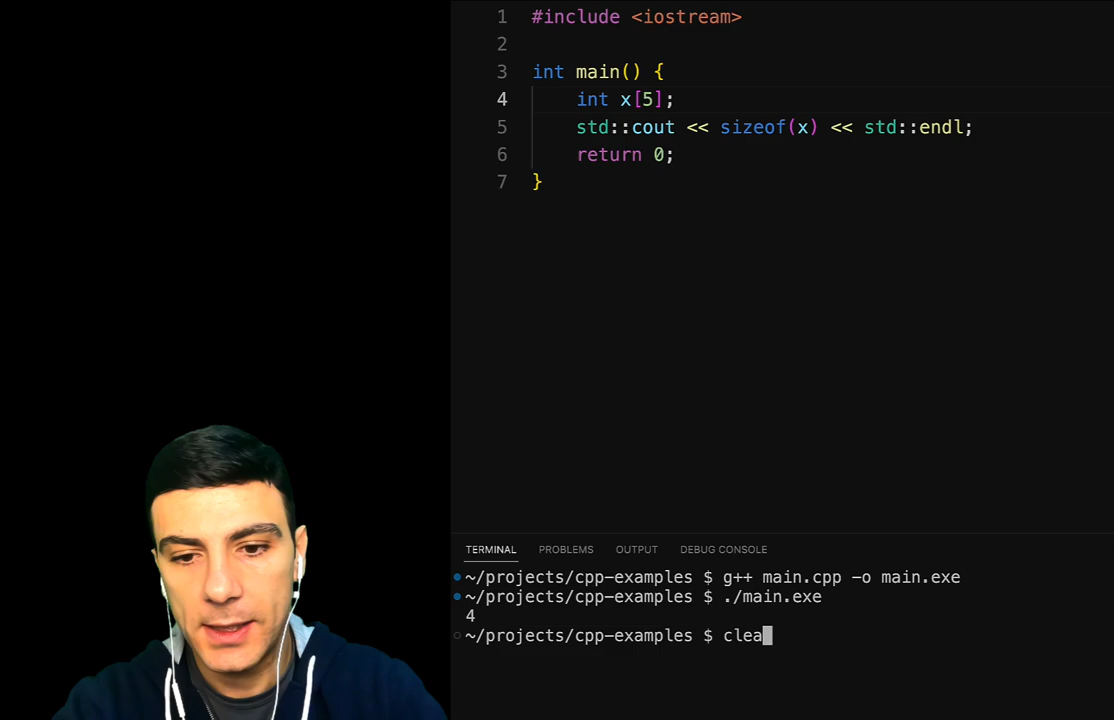 1 #include <iostream>
2
3 int main() {
4 int x[5];
5 std::cout << sizeof(x) << std::endl;
6 return 0;
7 }
TERMINAL PROBLEMS OUTPUT DEBUG CONSOLE
~/projects/cpp-examples $ g++ main.cpp -o main.exe
~/projects/cpp-examples $ ./main.exe
4
~/projects/cpp-examples $ clea